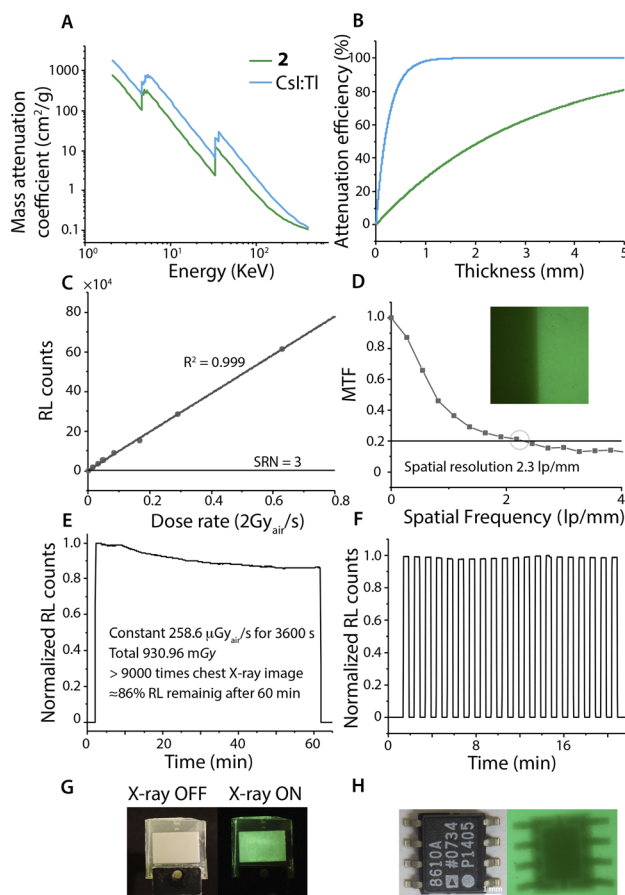 A
2
CsI:Tl
1000
100
10
1
0.1
10⁰
10¹
10²
Mass attenuation
coefficient (cm²/g)
Energy (KeV)
B
100
80
60
40
20
0
0
1
2
3
4
5
Attenuation efficiency (%)
Thickness (mm)
C
×10⁴
80
60
40
20
0
0
0.2
0.4
0.6
0.8
R² = 0.999
SRN = 3
RL counts
Dose rate (2Gyair/s)
D
1.0
0.8
0.6
0.4
0.2
0
0
2
4
Spatial resolution 2.3 lp/mm
MTF
Spatial Frequency (lp/mm)
E
1.0
0.8
0.6
0.4
0.2
0
0
20
40
60
Constant 258.6 μGyair/s for 3600 s
Total 930.96 mGy
> 9000 times chest X-ray image
≈86% RL remainig after 60 min
Normalized RL counts
Time (min)
F
1.0
0.8
0.6
0.4
0.2
0
0
4
8
12
16
Normalized RL counts
Time (min)
G
X-ray OFF
X-ray ON
H
8610A
#0734
P1405
1 mm